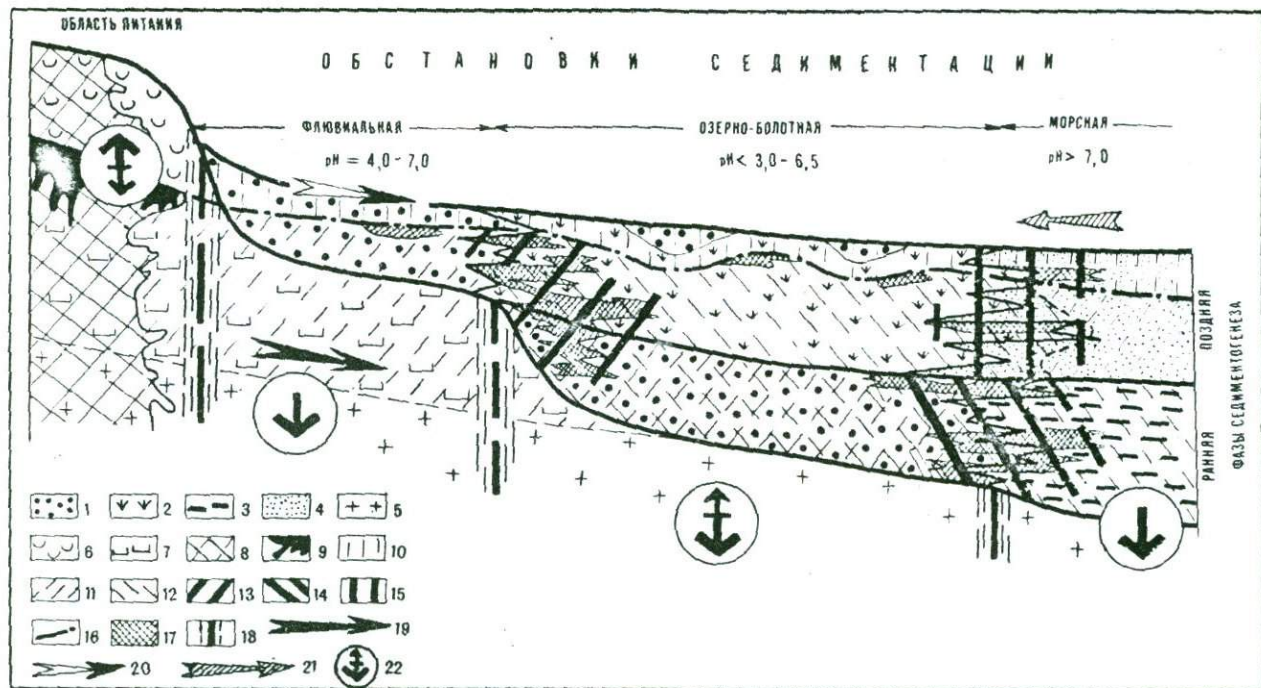 ОБЛАСТЬ ПИТАНИЯ
ОБСТАНОВКИ СЕДИМЕНТАЦИИ
ФЛЮВИАЛЬНАЯ ОЗЕРНО-БОЛОТНАЯ МОРСКАЯ
pH = 4,0-7,0 pH < 3,0-6,5 pH > 7,0
ПОЗДНЯЯ
РАННЯЯ
ФАЗЫ СЕДИМЕНТОГЕНЕЗА
1 2 3 4 5
6 7 8 9 10
11 12 13 14 15
16 17 18 19
20 21 22